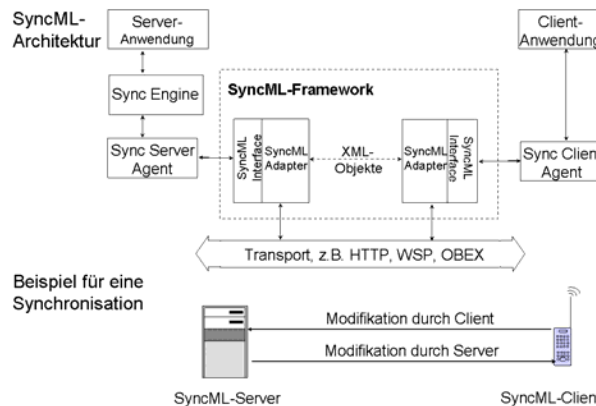 SyncML-
Architektur
Server-
Anwendung
Client-
Anwendung
Sync Engine
SyncML-Framework
Sync Server
Agent
SyncML
Interface
SyncML
Adapter
XML-
Objekte
SyncML
Adapter
SyncML
Interface
Sync Client
Agent
Transport, z.B. HTTP, WSP, OBEX
Beispiel für eine
Synchronisation
Modifikation durch Client
Modifikation durch Server
SyncML-Server
SyncML-Client